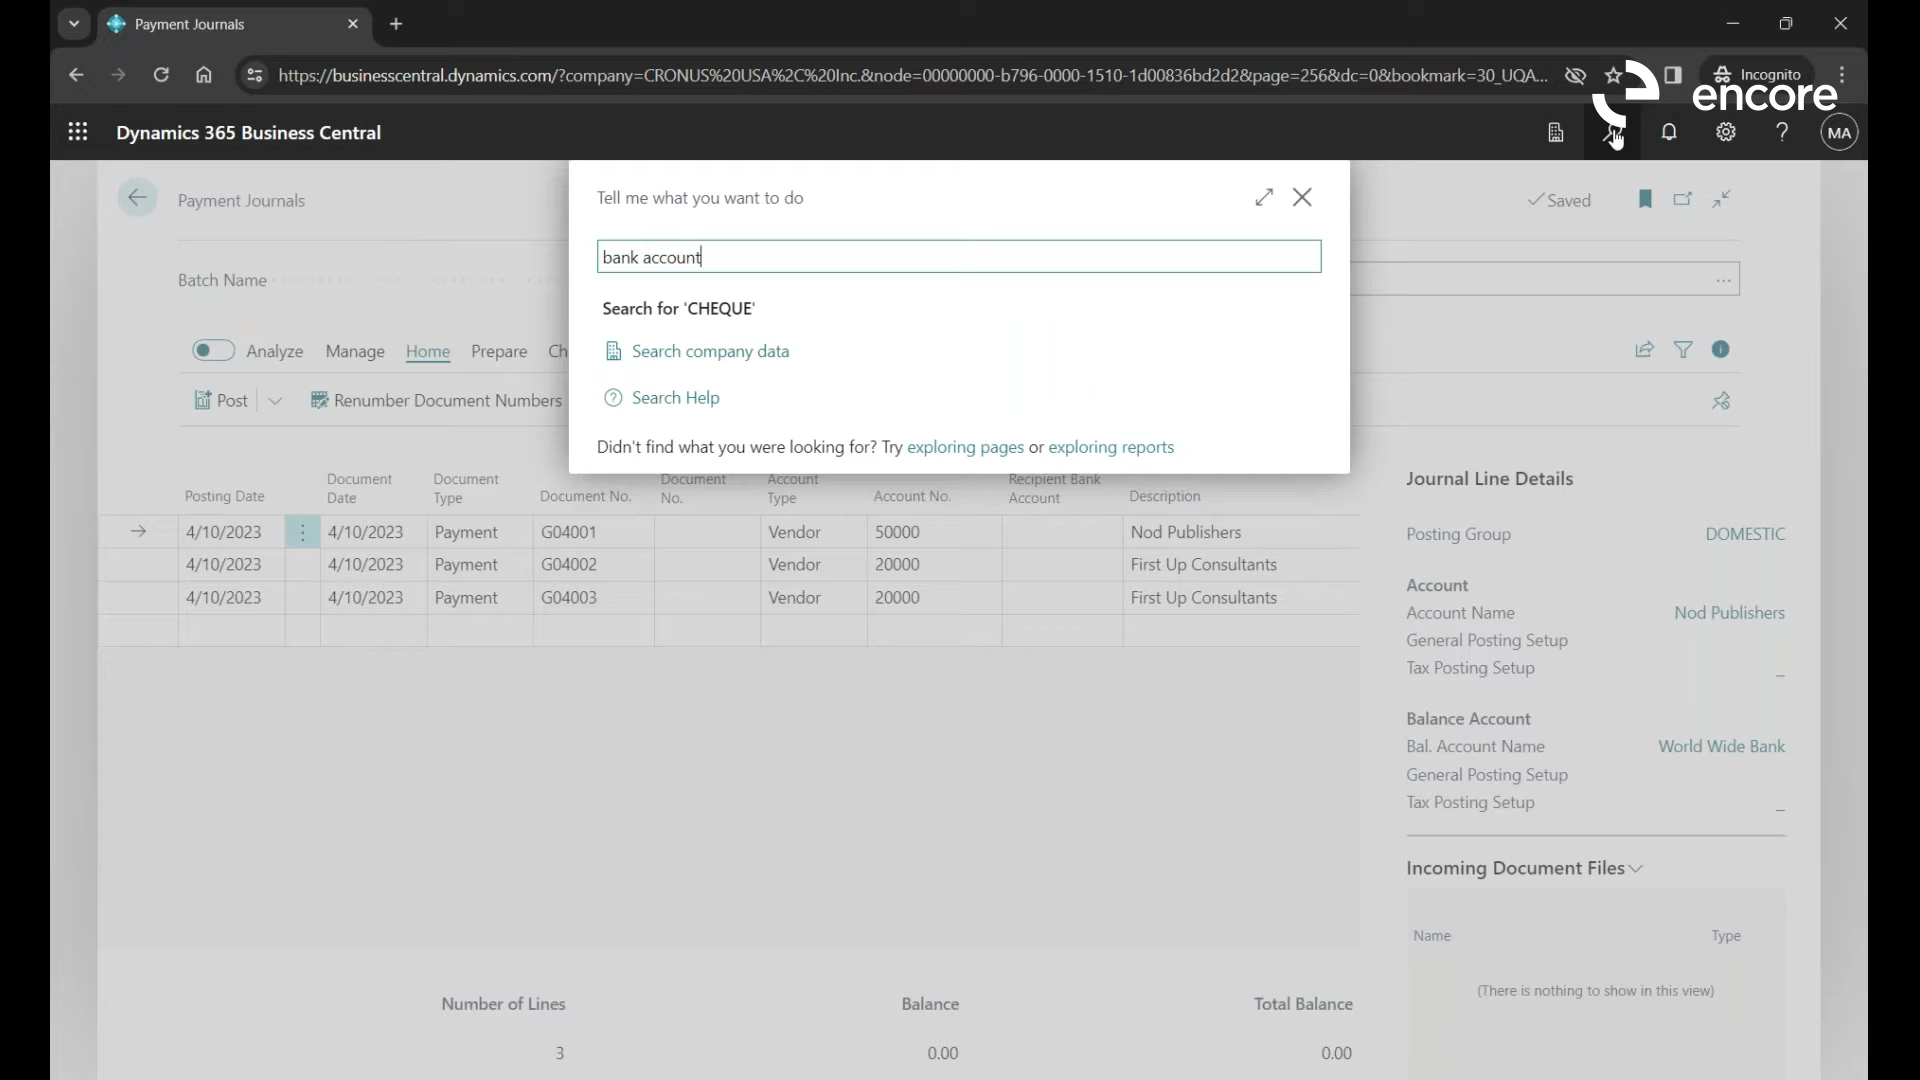 Payment Journals
https://businesscentral.dynamics.com/?company=CRONUS%20USA%2C%20Inc.&node=00000000-b796-0000-1510-1d00836bd2d2&page=256&dc=0&bookmark=30_UQA...
Incognito
encore
Dynamics 365 Business Central
MA
Tell me what you want to do
Payment Journals
Saved
bank account
Batch Name
Search for 'CHEQUE'
Analyze Manage Home Prepare Ch
Search company data
Post Renumber Document Numbers
Search Help
Didn't find what you were looking for? Try exploring pages or exploring reports
Posting Date Document Date Document Type Document No. Document No. Account Type Account No. Recipient Bank Account Description
4/10/2023 4/10/2023 Payment G04001 Vendor 50000 Nod Publishers
4/10/2023 4/10/2023 Payment G04002 Vendor 20000 First Up Consultants
4/10/2023 4/10/2023 Payment G04003 Vendor 20000 First Up Consultants
Journal Line Details
Posting Group DOMESTIC
Account
Account Name Nod Publishers
General Posting Setup
Tax Posting Setup _
Balance Account
Bal. Account Name World Wide Bank
General Posting Setup
Tax Posting Setup _
Incoming Document Files
Name Type
(There is nothing to show in this view)
Number of Lines Balance Total Balance
3 0.00 0.00